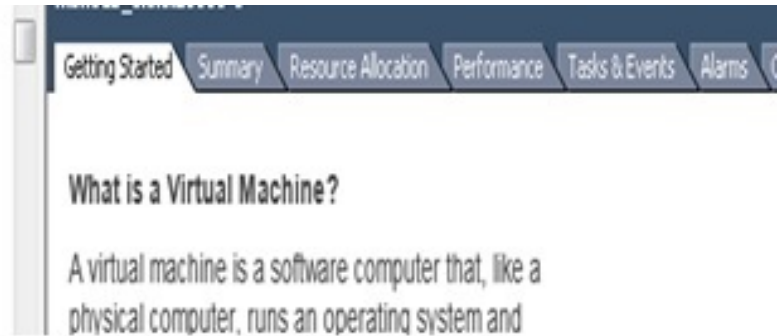 Getting Started Summary Resource Allocation Performance Tasks & Events Alarms
What is a Virtual Machine?
A virtual machine is a software computer that, like a
physical computer, runs an operating system and